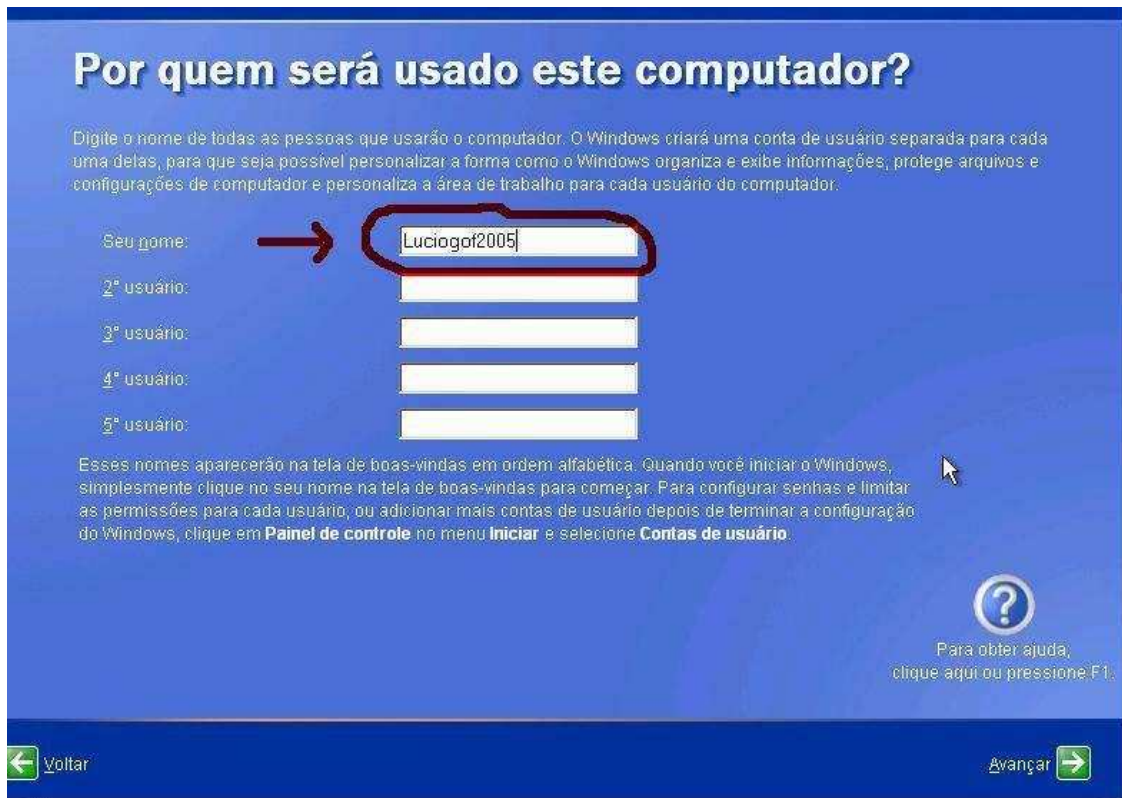 Por quem será usado este computador?
Digite o nome de todas as pessoas que usarão o computador. O Windows criará uma conta de usuário separada para cada
uma delas, para que seja possível personalizar a forma como o Windows organiza e exibe informações, protege arquivos e
configurações de computador e personaliza a área de trabalho para cada usuário do computador.
Seu nome: Luciogof2005
2° usuário:
3° usuário:
4° usuário:
5° usuário:
Esses nomes aparecerão na tela de boas-vindas em ordem alfabética. Quando você iniciar o Windows,
simplesmente clique no seu nome na tela de boas-vindas para começar. Para configurar senhas e limitar
as permissões para cada usuário, ou adicionar mais contas de usuário depois de terminar a configuração
do Windows, clique em Painel de controle no menu Iniciar e selecione Contas de usuário.
Para obter ajuda,
clique aqui ou pressione F1.
Voltar
Avançar